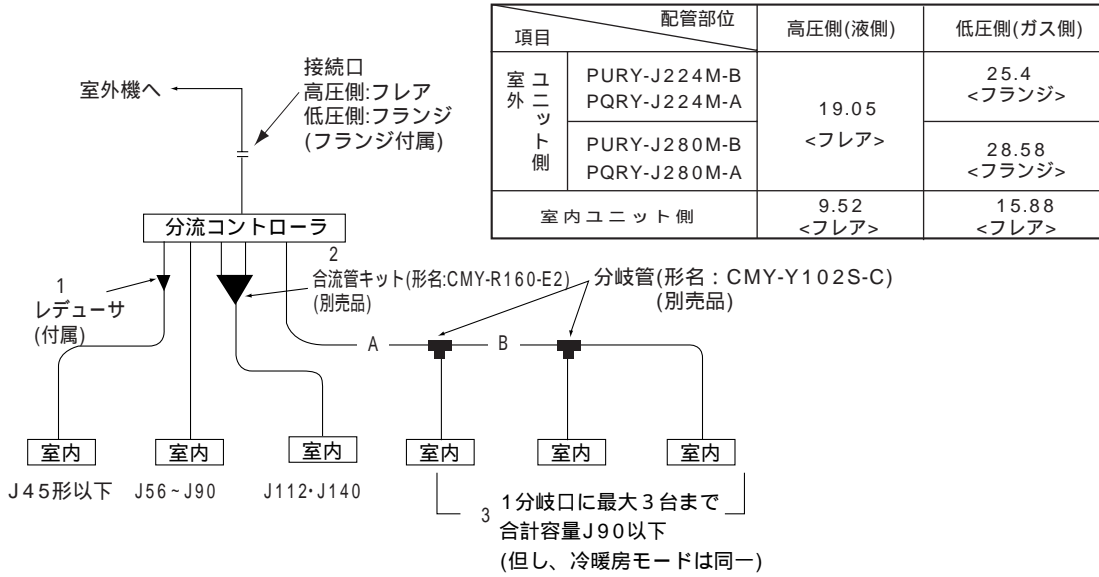 配管部位
項目
高圧側(液側)
低圧側(ガス側)
室外ユニット側
PURY-J224M-B
PQRY-J224M-A
19.05
<フレア>
25.4
<フランジ>
PURY-J280M-B
PQRY-J280M-A
28.58
<フランジ>
室内ユニット側
9.52
<フレア>
15.88
<フレア>
室外機へ
接続口
高圧側:フレア
低圧側:フランジ
(フランジ付属)
分流コントローラ
1
レデューサ
(付属)
2
合流管キット(形名:CMY-R160-E2)
(別売品)
分岐管(形名:CMY-Y102S-C)
(別売品)
A
B
室内
室内
室内
室内
室内
室内
J45形以下
J56~J90
J112・J140
3
1分岐口に最大3台まで
合計容量J90以下
(但し、冷暖房モードは同一)